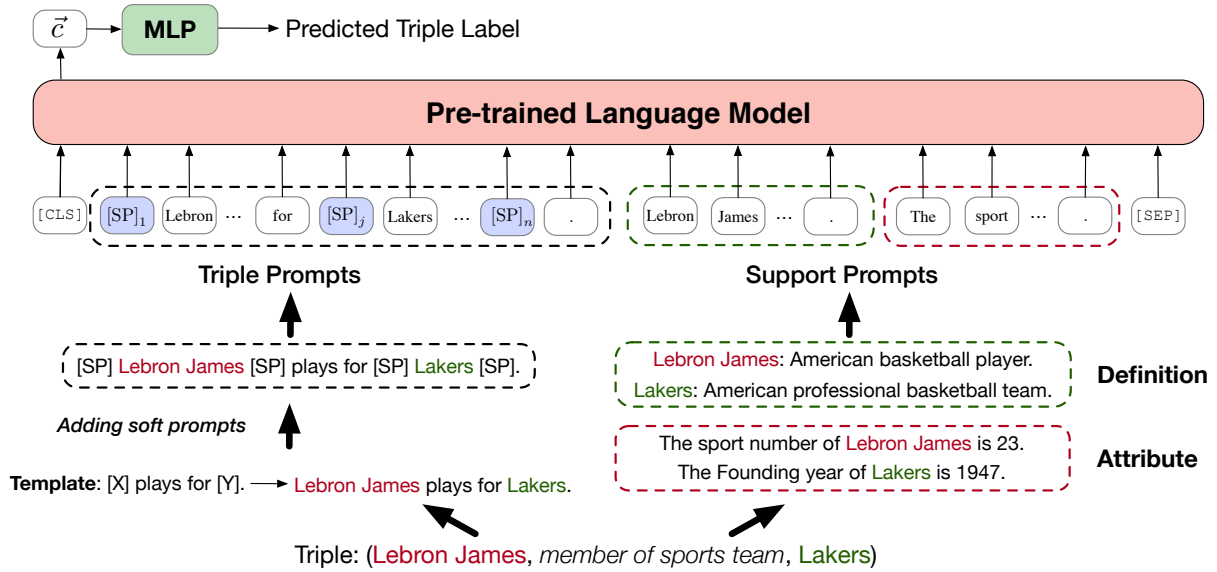 c⃗ MLP Predicted Triple Label
Pre-trained Language Model
[CLS] [SP]₁ Lebron ... for [SP]ⱼ Lakers ... [SP]ₙ . Lebron James ... . The sport ... . [SEP]
Triple Prompts Support Prompts
[SP] Lebron James [SP] plays for [SP] Lakers [SP].
Lebron James: American basketball player.
Lakers: American professional basketball team.
Definition
Adding soft prompts
The sport number of Lebron James is 23.
The Founding year of Lakers is 1947.
Attribute
Template: [X] plays for [Y]. Lebron James plays for Lakers.
Triple: (Lebron James, member of sports team, Lakers)